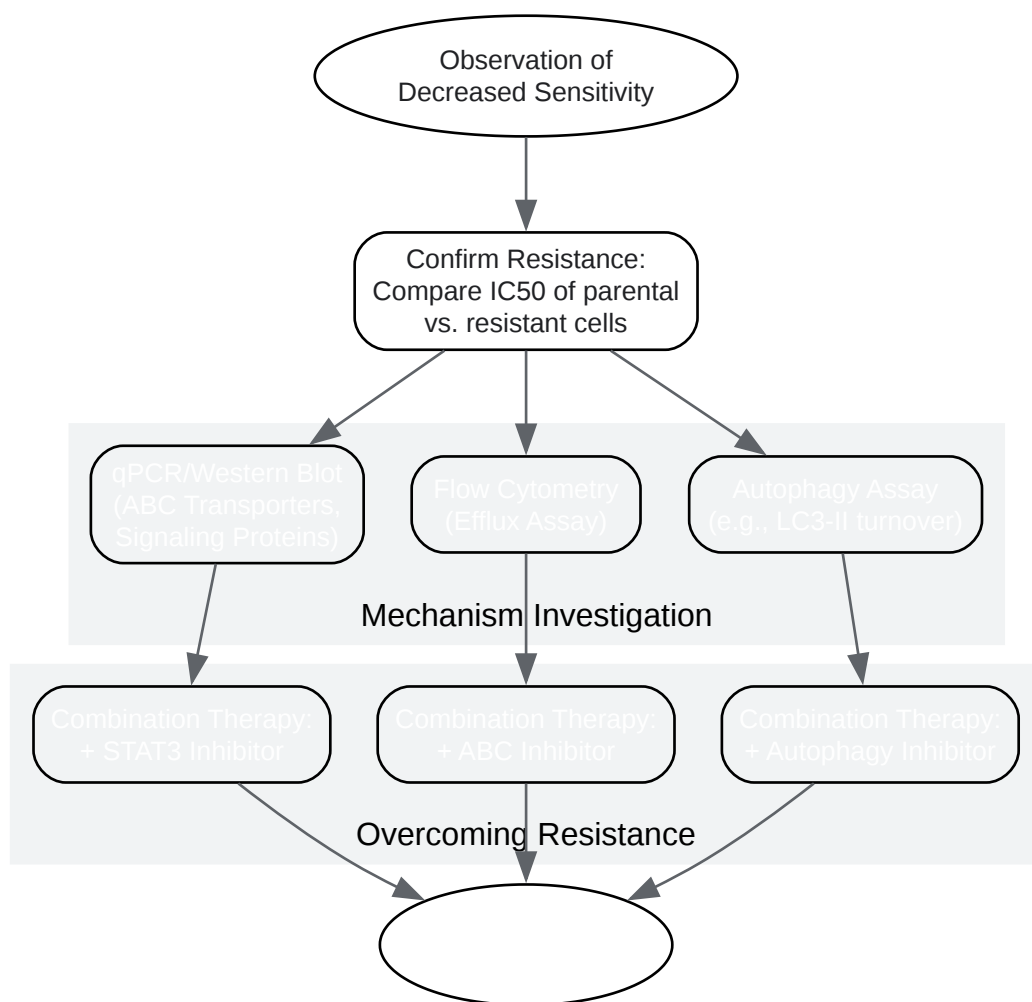 Observation of
Decreased Sensitivity
Confirm Resistance:
Compare IC50 of parental
vs. resistant cells
qPCR/Western Blot
(ABC Transporters,
Signaling Proteins)
Flow Cytometry
(Efflux Assay)
Autophagy Assay
(e.g., LC3-II turnover)
Mechanism Investigation
Combination Therapy:
+ STAT3 Inhibitor
Combination Therapy:
+ ABC Inhibitor
Combination Therapy:
+ Autophagy Inhibitor
Overcoming Resistance